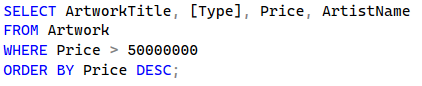 SELECT ArtworkTitle, [Type], Price, ArtistName
FROM Artwork
WHERE Price > 50000000
ORDER BY Price DESC;